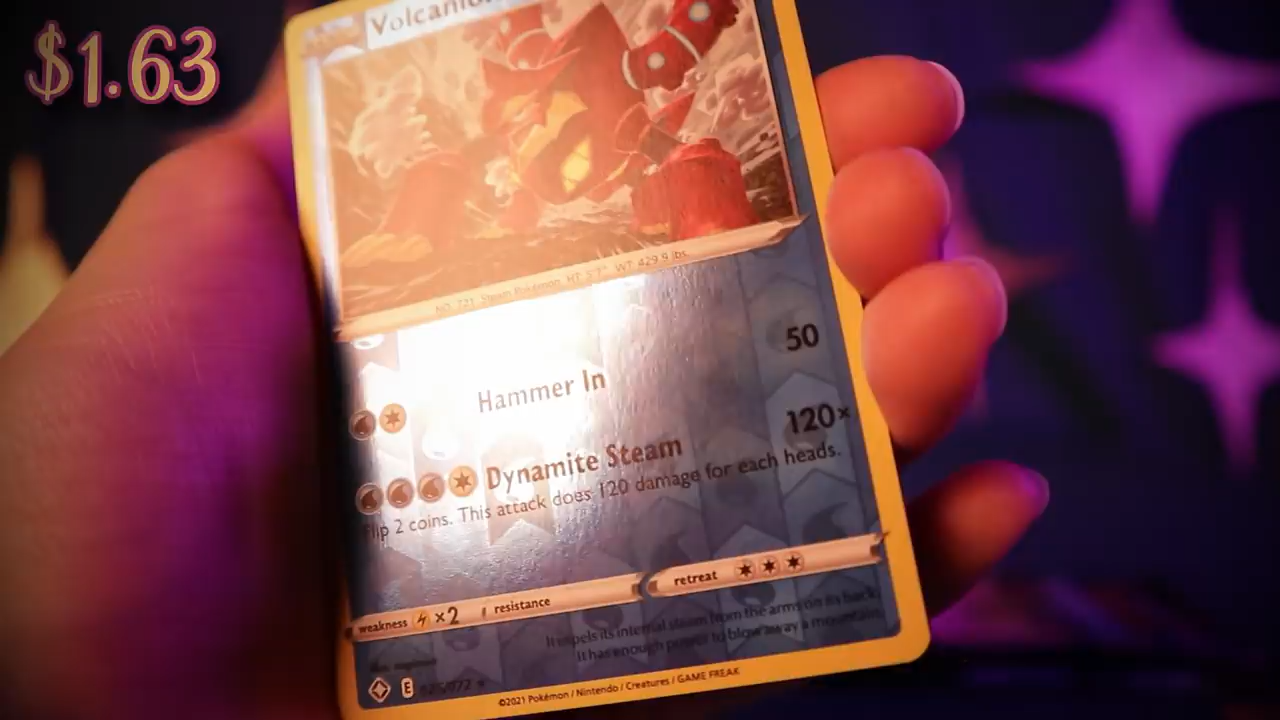 $1.63
Volcanion
NO. 721 Steam Pokémon HT: 5'7" WT: 429.9 lbs.
Hammer In 50
Dynamite Steam 120×
Flip 2 coins. This attack does 120 damage for each heads.
weakness ×2 resistance retreat
It expels its internal steam from the arms on its back.
It has enough power to blow away a mountain.
E 025/072
©2021 Pokémon / Nintendo / Creatures / GAME FREAK